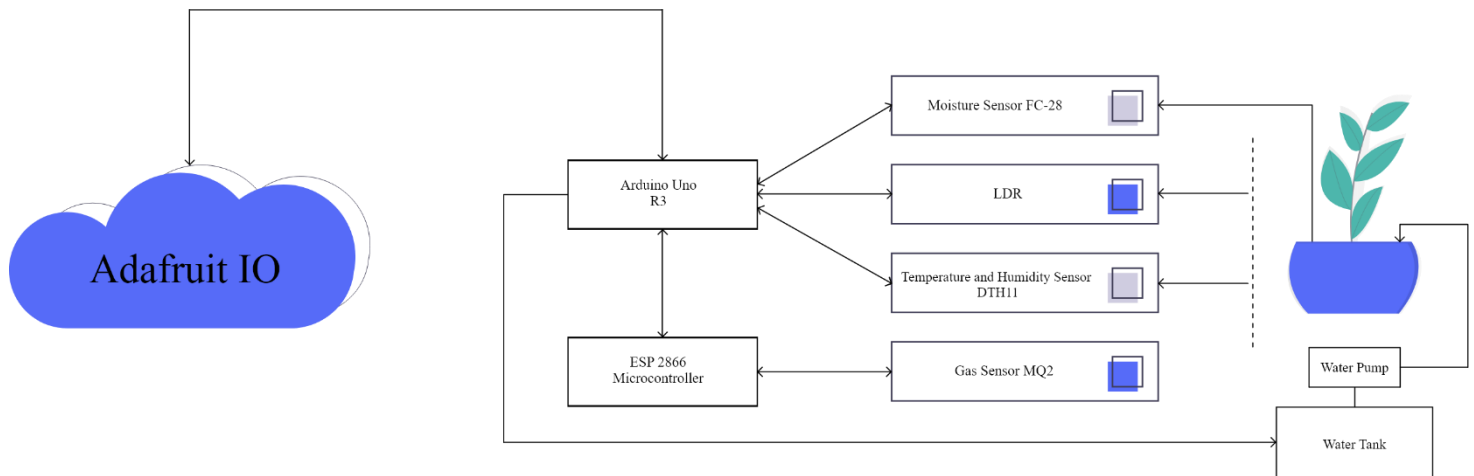 Adafruit IO
Arduino Uno
R3
ESP 2866
Microcontroller
Moisture Sensor FC-28
LDR
Temperature and Humidity Sensor
DTH11
Gas Sensor MQ2
Water Pump
Water Tank